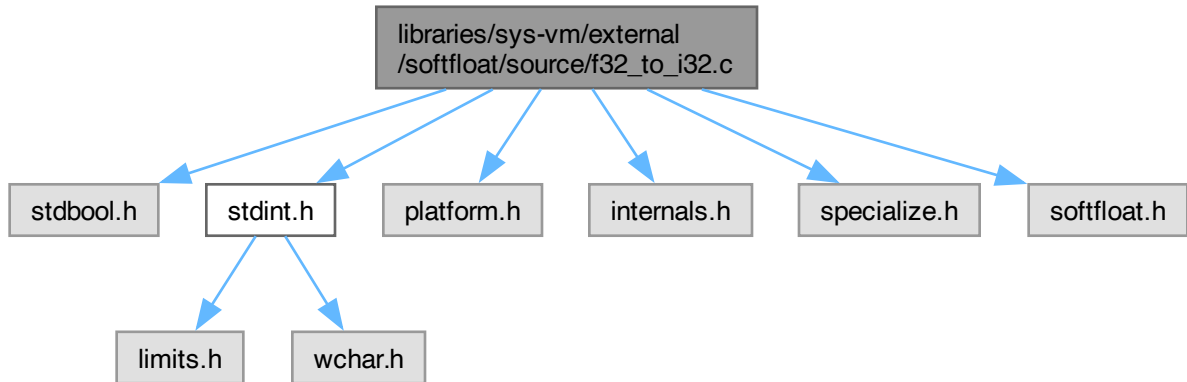 libraries/sys-vm/external
/softfloat/source/f32_to_i32.c
stdbool.h
stdint.h
platform.h
internals.h
specialize.h
softfloat.h
limits.h
wchar.h